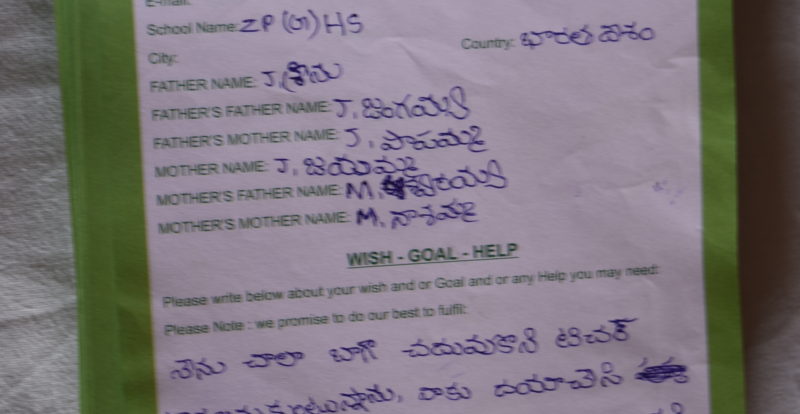 E-mail:
School Name: ZP (G) HS
City: Country: భారత దేశం
FATHER NAME: J. శ్రీను
FATHER'S FATHER NAME: J. జంగయ్య
FATHER'S MOTHER NAME: J. పాపమ్మ
MOTHER NAME: J. జయమ్మ
MOTHER'S FATHER NAME: M.
MOTHER'S MOTHER NAME: M.
WISH - GOAL - HELP
Please write below about your wish and or Goal and or any Help you may need:
Please Note : we promise to do our best to fulfil:
నేను చాలా బాగా చదువుకొని టిచర్
నాకు దయాచేసి